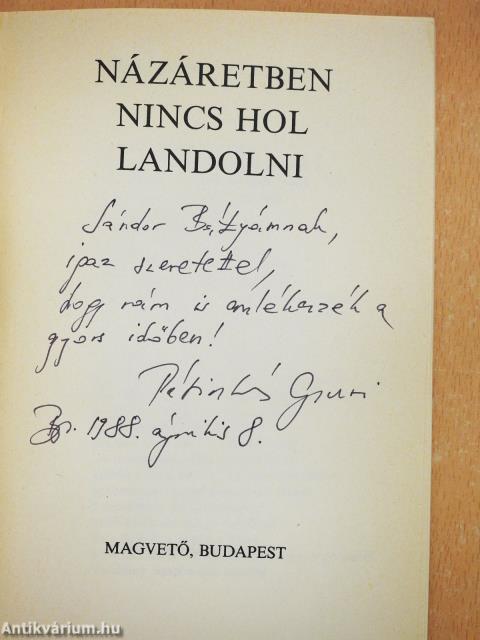 NÁZÁRETBEN
NINCS HOL
LANDOLNI
Sándor Bátyámnak,
igaz szeretettel,
hogy rám is emlékezzék a
gyors időben!
Gyuri
Bp. 1988. április 8.
MAGVETŐ, BUDAPEST
Antikvárium.hu